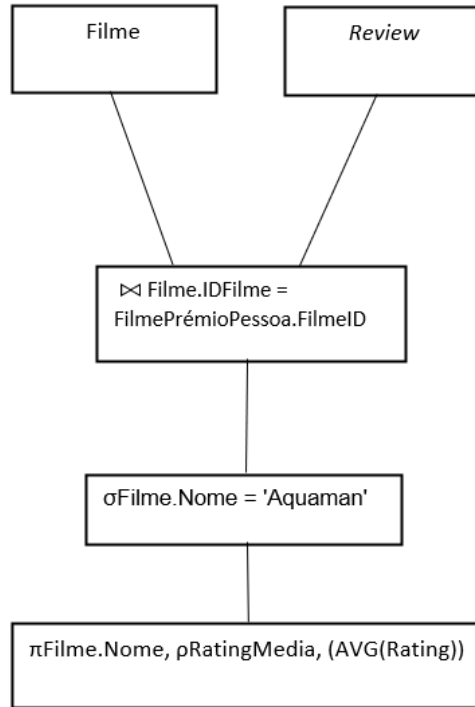 Filme
Review
⋈ Filme.IDFilme =
FilmePrémioPessoa.FilmeID
σFilme.Nome = 'Aquaman'
πFilme.Nome, ρRatingMedia, (AVG(Rating))